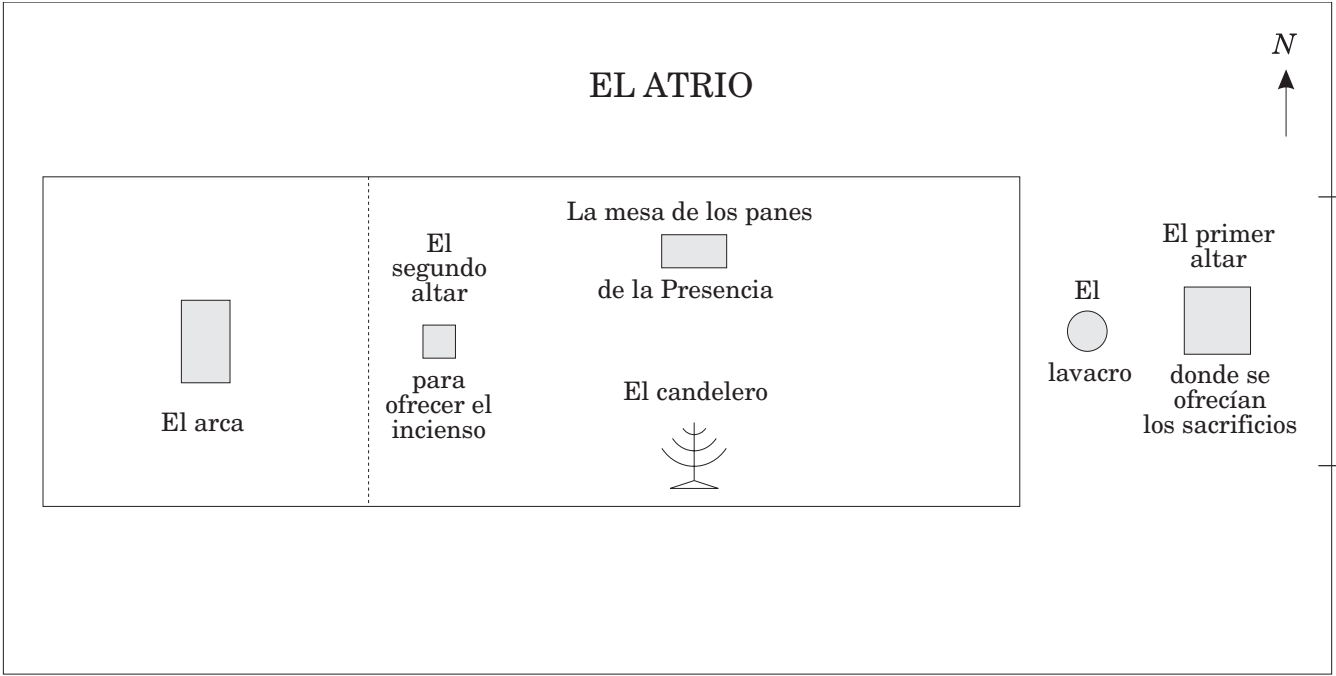 N
EL ATRIO
La mesa de los panes
de la Presencia
El
segundo
altar
para
ofrecer el
incienso
El arca
El candelero
El
lavacro
El primer
altar
donde se
ofrecían
los sacrificios